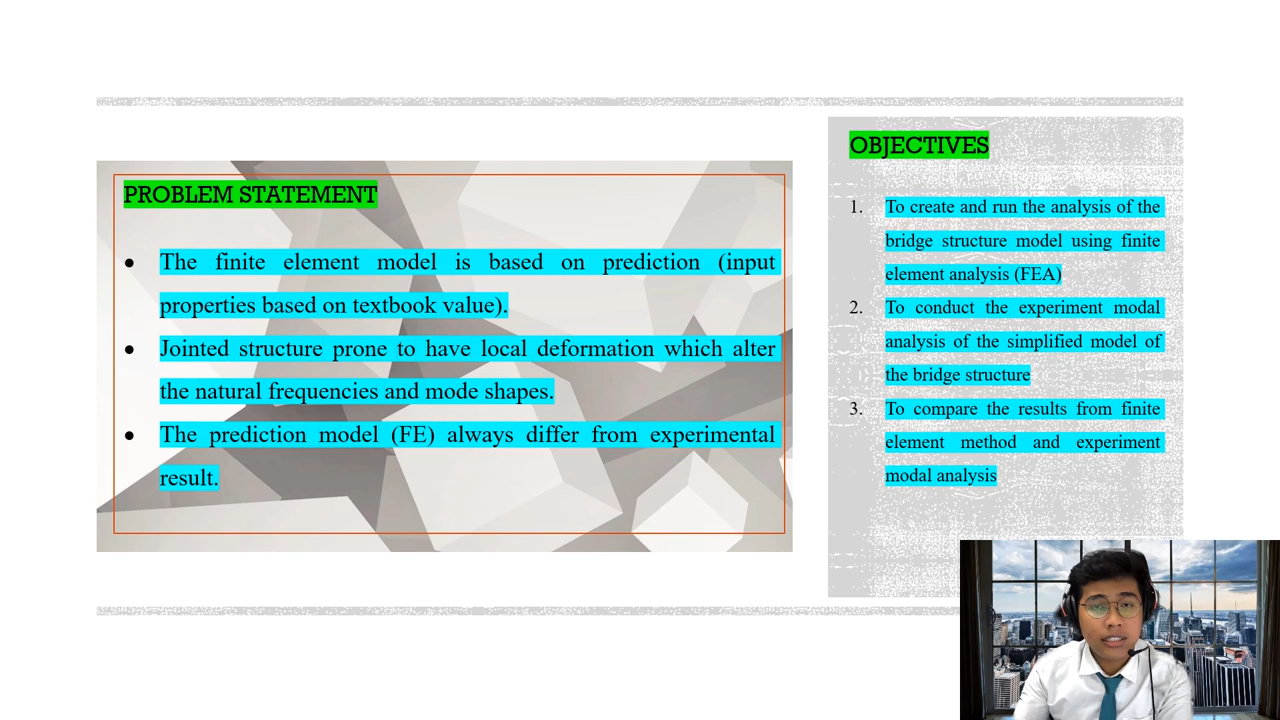 PROBLEM STATEMENT
• The finite element model is based on prediction (input
properties based on textbook value).
• Jointed structure prone to have local deformation which alter
the natural frequencies and mode shapes.
• The prediction model (FE) always differ from experimental
result.
OBJECTIVES
1. To create and run the analysis of the
bridge structure model using finite
element analysis (FEA)
2. To conduct the experiment modal
analysis of the simplified model of
the bridge structure
3. To compare the results from finite
element method and experiment
modal analysis